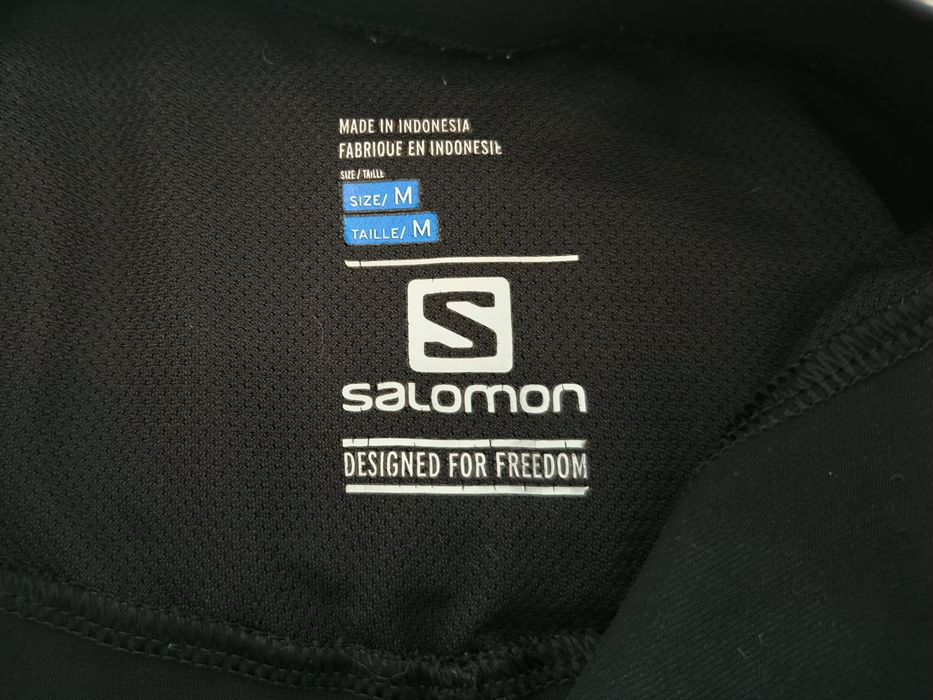 MADE IN INDONESIA
FABRIQUE EN INDONESIE
SIZE / TAILLE
SIZE/ M
TAILLE/ M
S
SALOMON
DESIGNED FOR FREEDOM